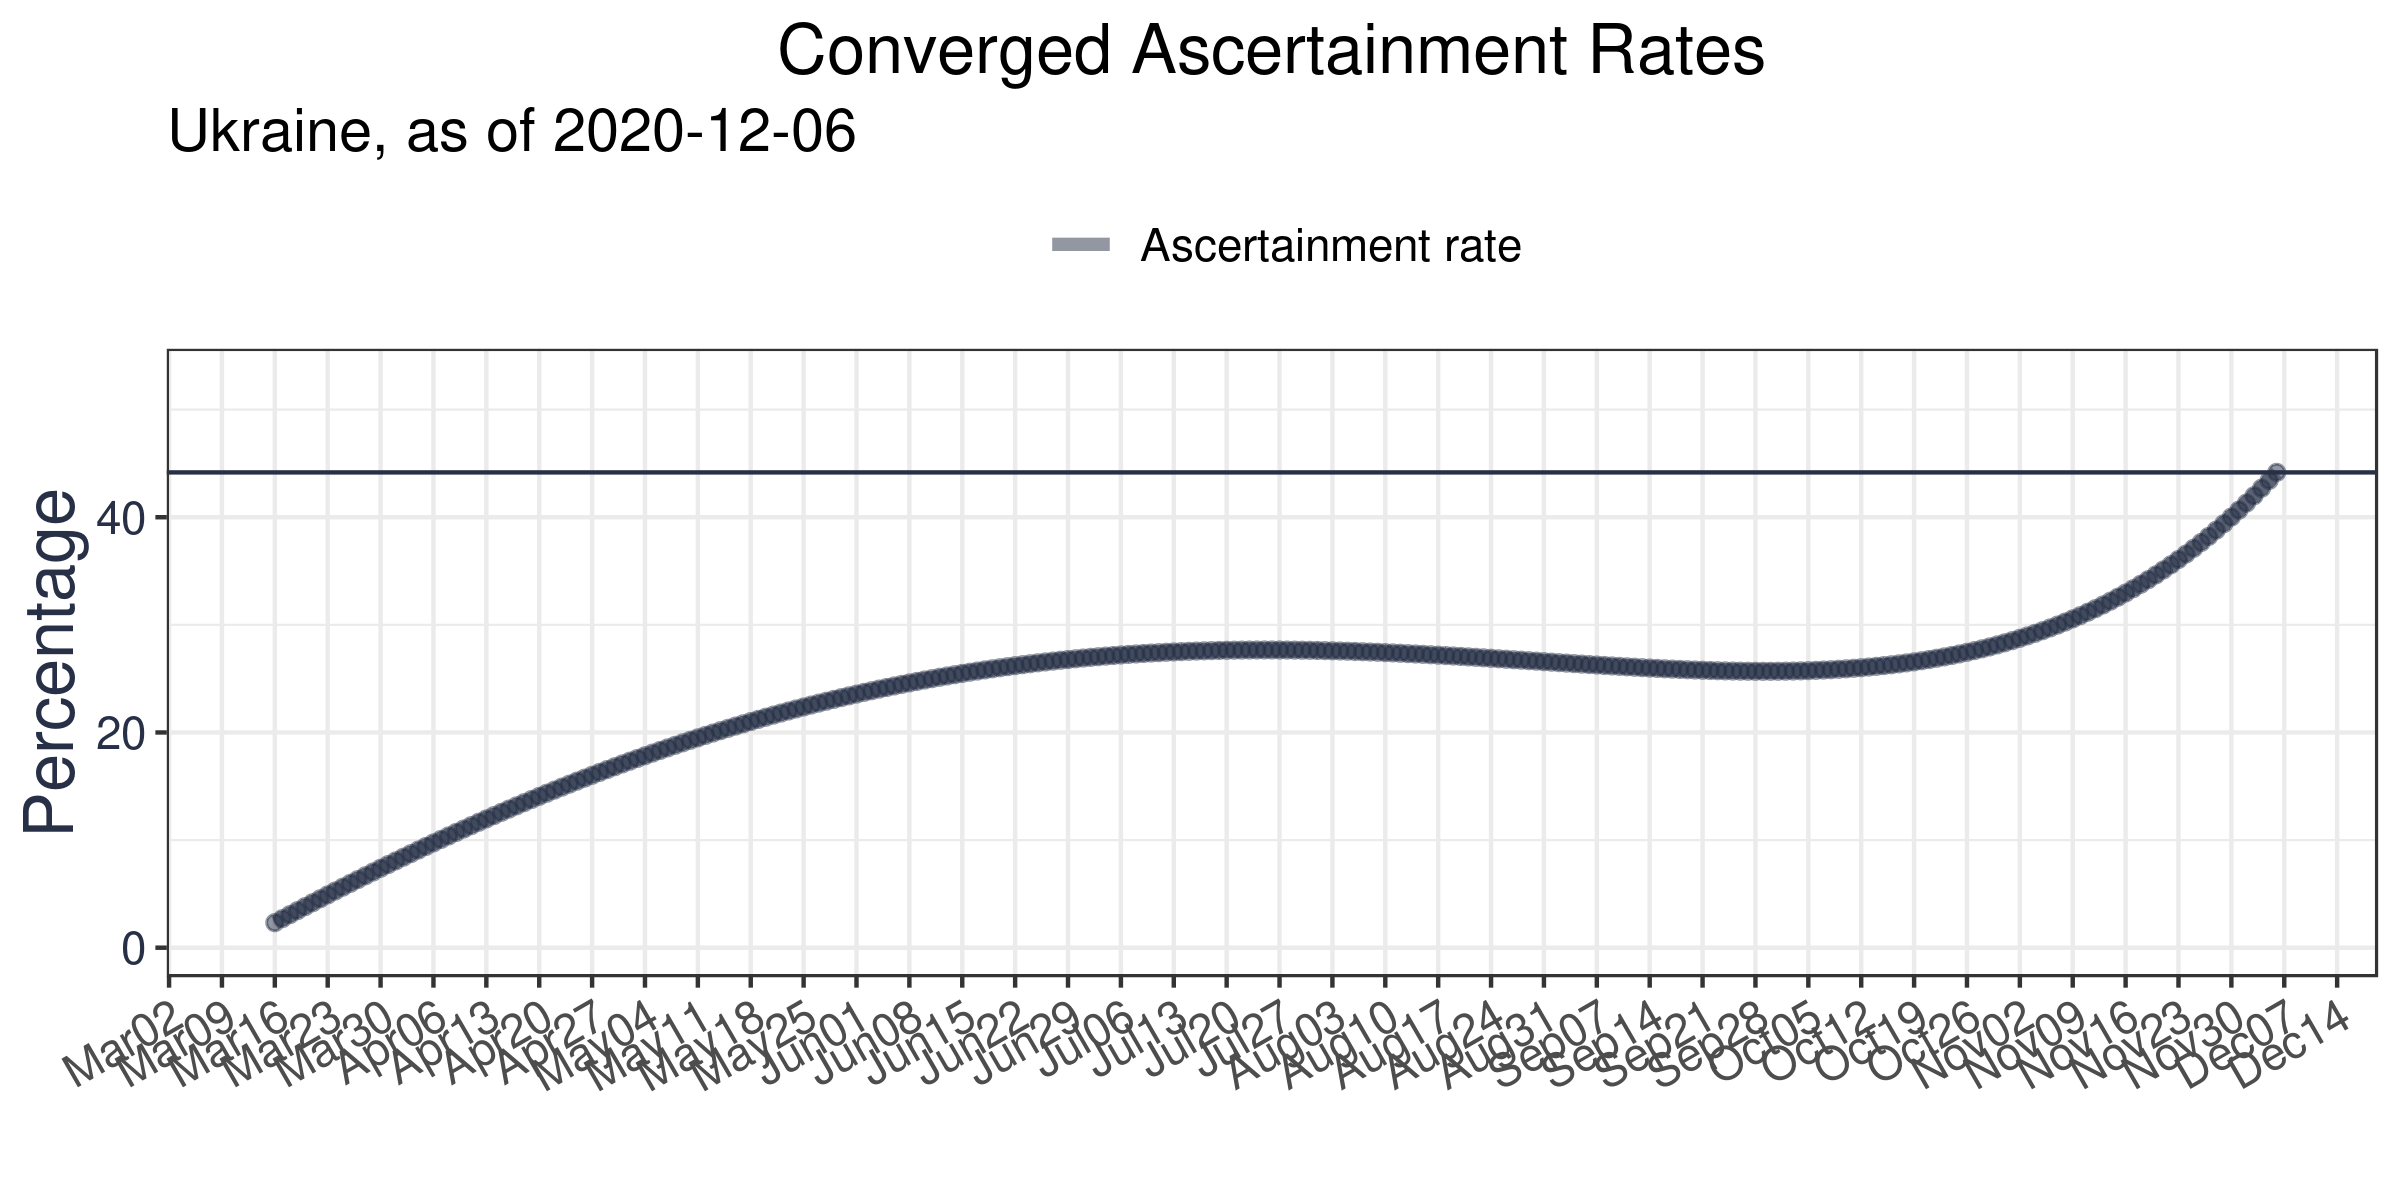 Converged Ascertainment Rates
Ukraine, as of 2020-12-06
Ascertainment rate
Percentage
40
20
0
Mar02 Mar09 Mar16 Mar23 Mar30 Apr06 Apr13 Apr20 Apr27 May04 May11 May18 May25 Jun01 Jun08 Jun15 Jun22 Jun29 Jul06 Jul13 Jul20 Jul27 Aug03 Aug10 Aug17 Aug24 Aug31 Sep07 Sep14 Sep21 Sep28 Oct05 Oct12 Oct19 Oct26 Nov02 Nov09 Nov16 Nov23 Nov30 Dec07 Dec14